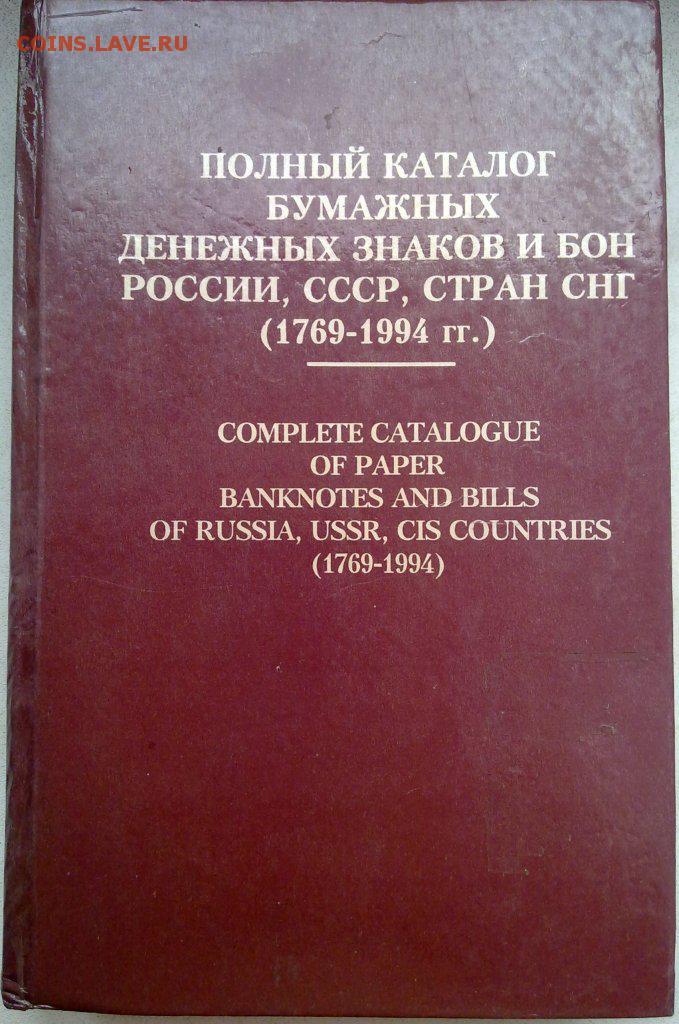 COINS.LAVE.RU
ПОЛНЫЙ КАТАЛОГ
БУМАЖНЫХ
ДЕНЕЖНЫХ ЗНАКОВ И БОН
РОССИИ, СССР, СТРАН СНГ
(1769-1994 гг.)
COMPLETE CATALOGUE
OF PAPER
BANKNOTES AND BILLS
OF RUSSIA, USSR, CIS COUNTRIES
(1769-1994)